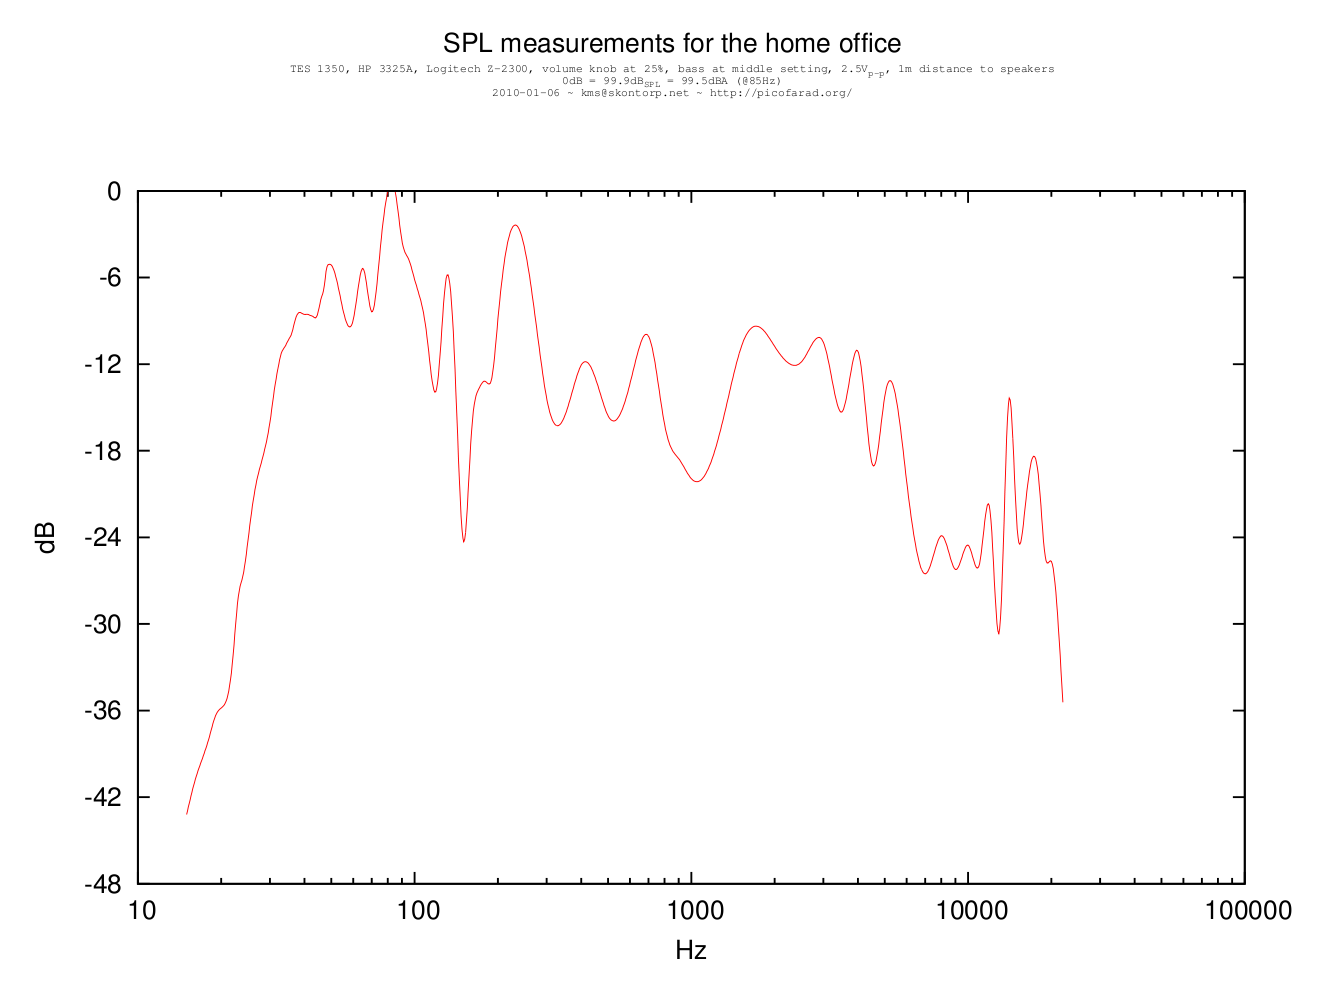 SPL measurements for the home office
TES 1350, HP 3325A, Logitech Z-2300, volume knob at 25%, bass at middle setting, 2.5Vp-p, 1m distance to speakers
0dB = 99.9dBSPL = 99.5dBA (@85Hz)
2010-01-06 ~ kms@skontorp.net ~ http://picofarad.org/
0
-6
-12
-18
-24
-30
-36
-42
-48
dB
10 100 1000 10000 100000
Hz